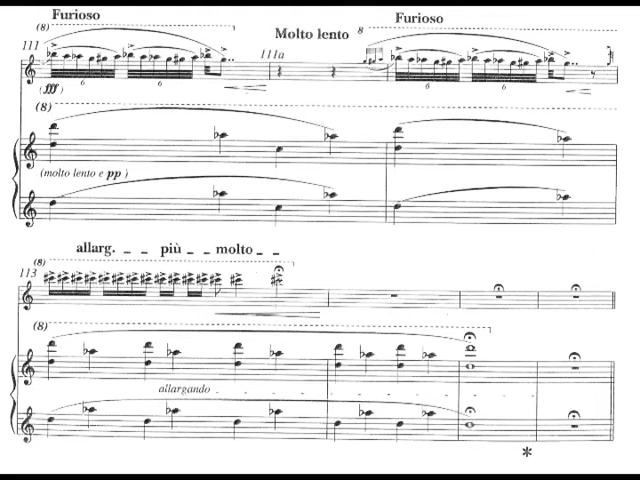 Furioso
Furioso
(8)
8
Molto lento
111
111a
6
6
6
6
(fff)
(8)
(molto lento e pp)
allarg. _ _ più _ _ molto _ _
(8)
113
(8)
allargando
*